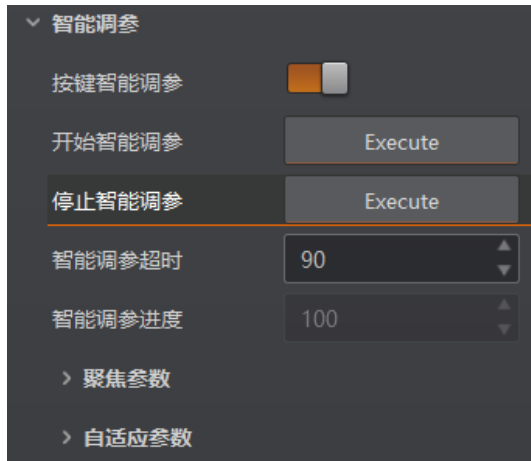 智能调参
按键智能调参
开始智能调参 Execute
停止智能调参 Execute
智能调参超时 90
智能调参进度 100
聚焦参数
自适应参数